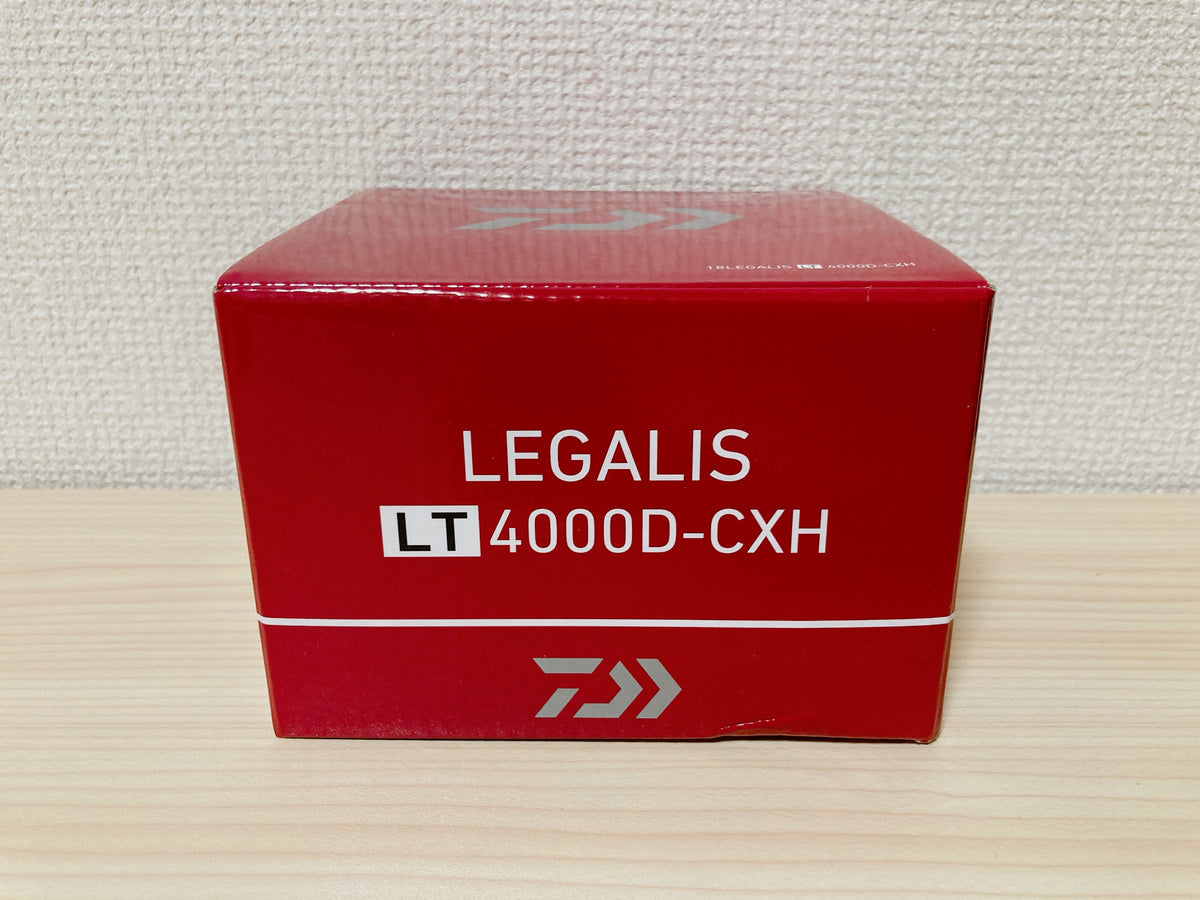 18LEGALIS LT 4000D-CXH
LEGALIS
LT 4000D-CXH